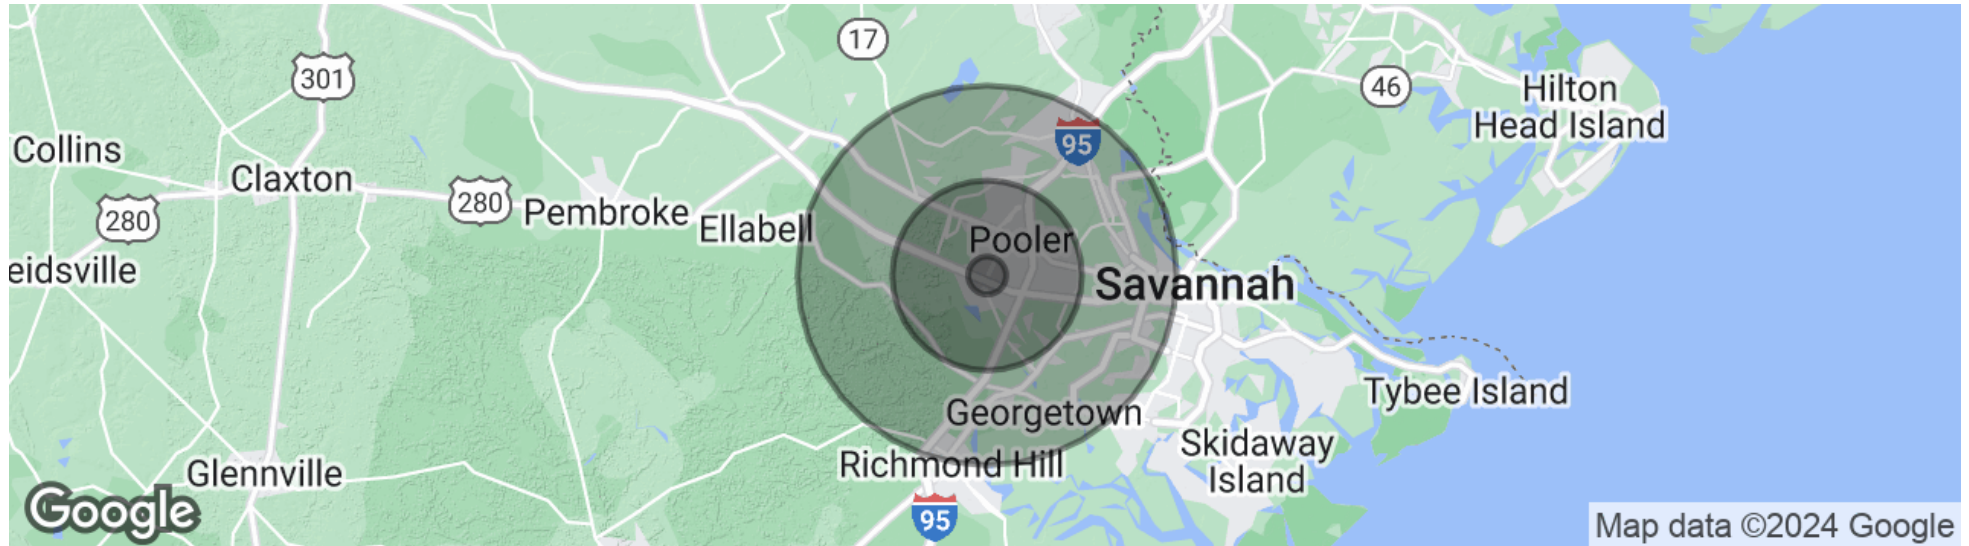 17
301
46
Hilton
Head Island
95
Collins
Claxton
280
280
Pembroke
Ellabell
Pooler
eidsville
Savannah
Tybee Island
Georgetown
Skidaway
Island
Richmond Hill
Glennville
95
Google
Map data ©2024 Google